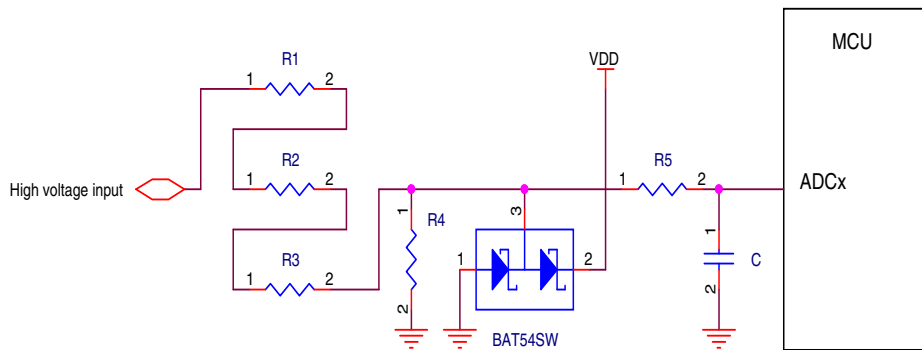 MCU
R1
VDD
1 2
R2
R5
1 2
1 2
ADCx
High voltage input
1
R4
3
R3
1 2
1 2
1
C
2
2
BAT54SW